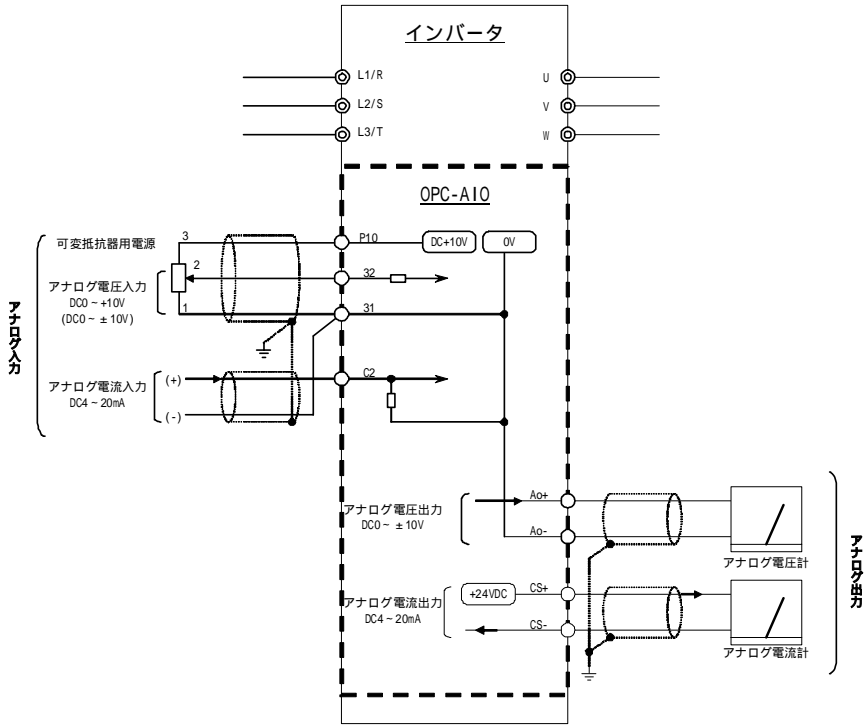 インバータ
L1/R
L2/S
L3/T
U
V
W
OPC-AIO
アナログ入力
可変抵抗器用電源
3
P10
DC+10V
0V
アナログ電圧入力
DC0~+10V
(DC0~±10V)
2
32
1
31
アナログ電流入力
DC4~20mA
(+)
C2
(-)
アナログ電圧出力
DC0~±10V
Ao+
Ao-
アナログ電圧計
アナログ電流出力
DC4~20mA
+24VDC
CS+
CS-
アナログ電流計
アナログ出力